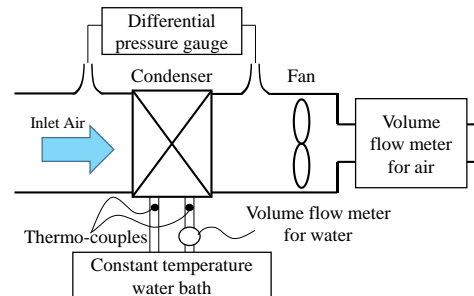 Differential
pressure gauge
Condenser
Fan
Inlet Air
Volume
flow meter
for air
Thermo-couples
Volume flow meter
for water
Constant temperature
water bath